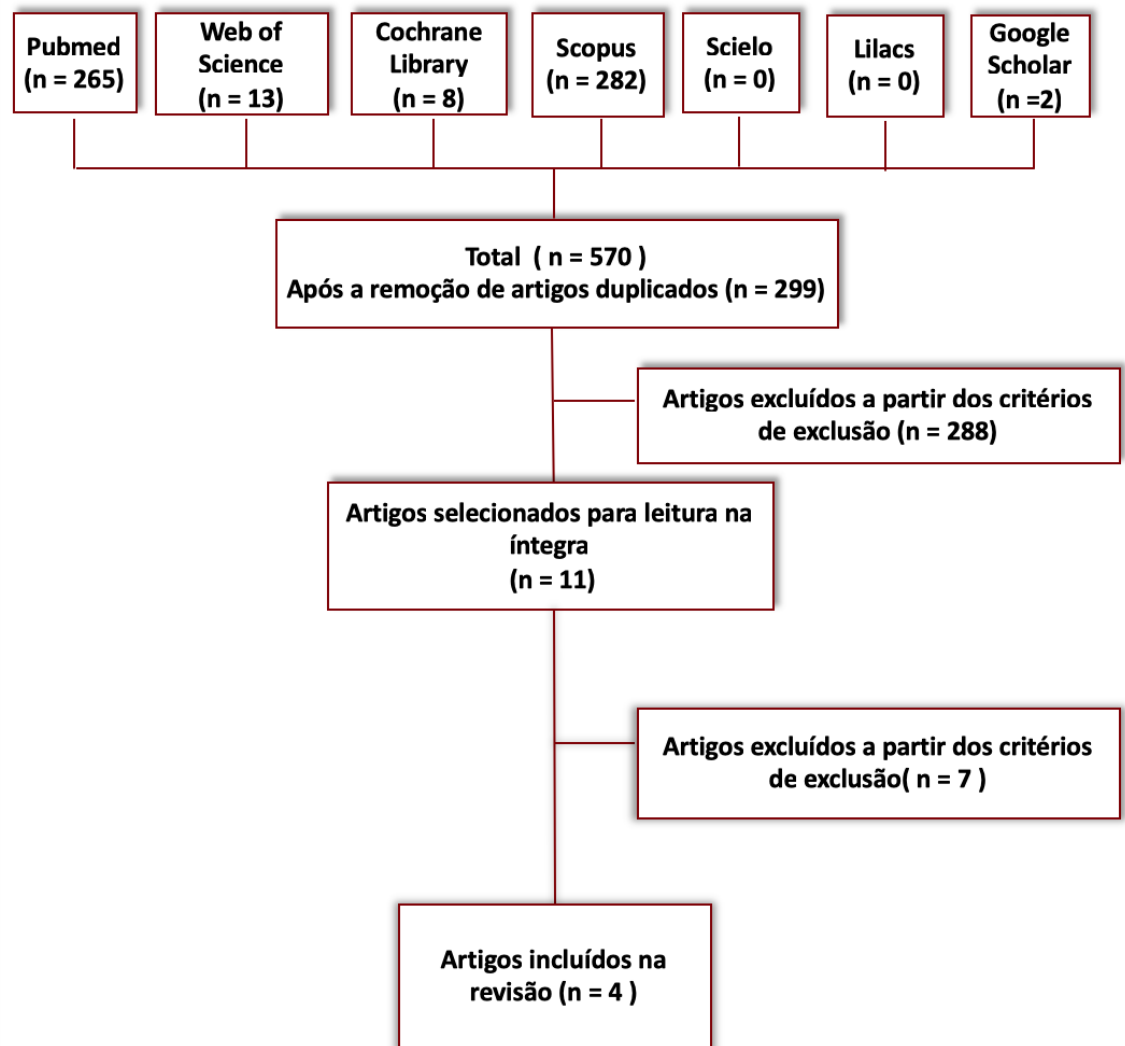 Pubmed
(n = 265)
Web of
Science
(n = 13)
Cochrane
Library
(n = 8)
Scopus
(n = 282)
Scielo
(n = 0)
Lilacs
(n = 0)
Google
Scholar
(n =2)
Total  ( n = 570 )
Após a remoção de artigos duplicados (n = 299)
Artigos excluídos a partir dos critérios
de exclusão (n = 288)
Artigos selecionados para leitura na
íntegra
(n = 11)
Artigos excluídos a partir dos critérios
de exclusão( n = 7 )
Artigos incluídos na
revisão (n = 4 )